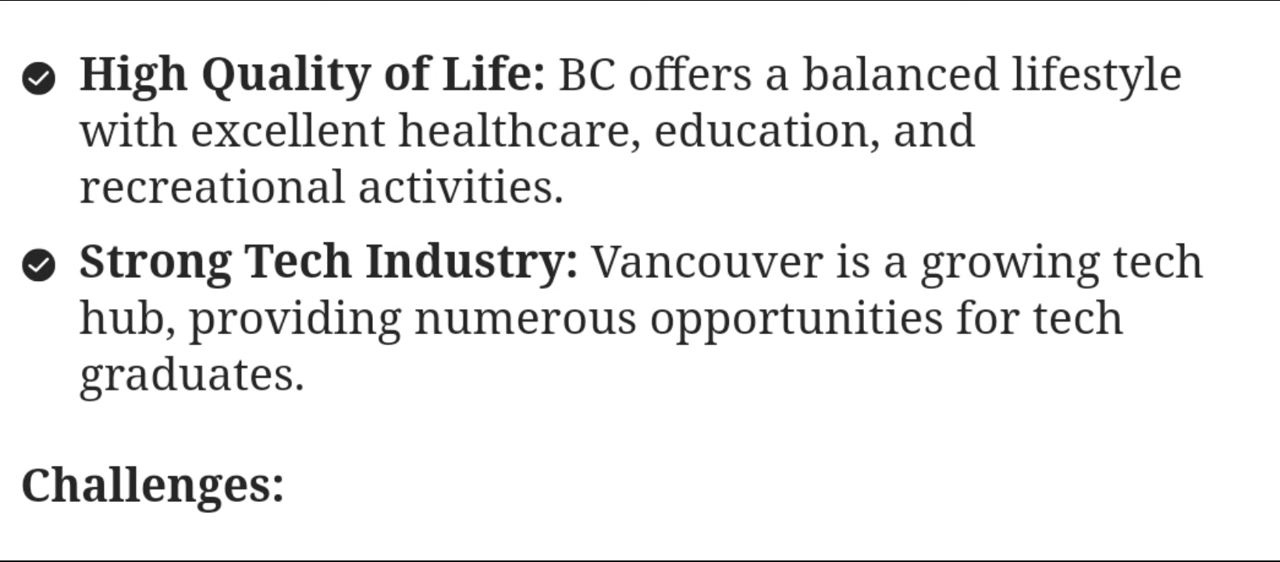 High Quality of Life: BC offers a balanced lifestyle
with excellent healthcare, education, and
recreational activities.
Strong Tech Industry: Vancouver is a growing tech
hub, providing numerous opportunities for tech
graduates.
Challenges: